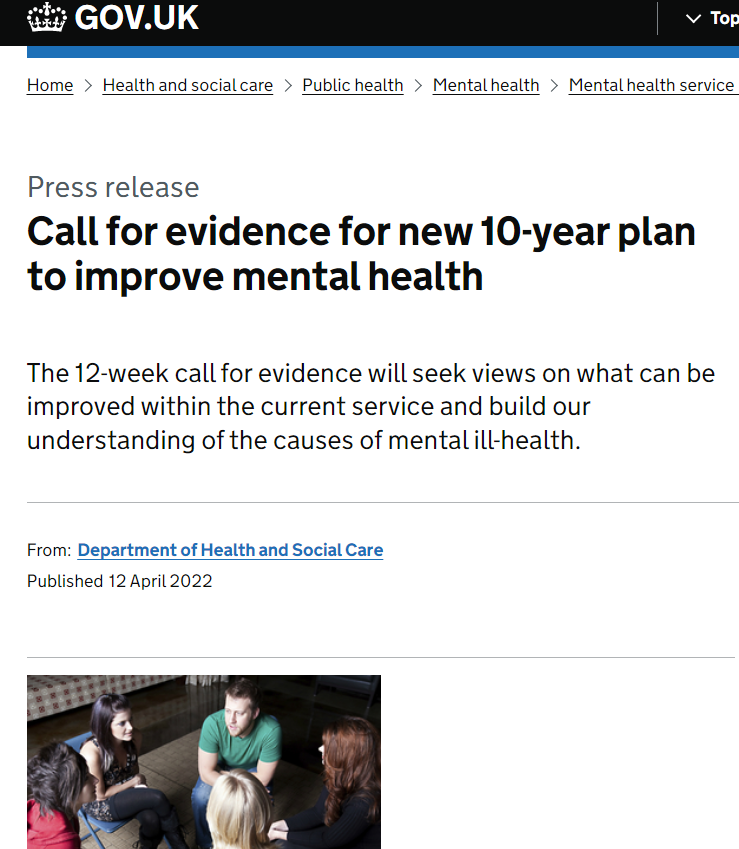 GOV.UK
Top
Home > Health and social care > Public health > Mental health > Mental health service
Press release
Call for evidence for new 10-year plan
to improve mental health
The 12-week call for evidence will seek views on what can be
improved within the current service and build our
understanding of the causes of mental ill-health.
From: Department of Health and Social Care
Published 12 April 2022